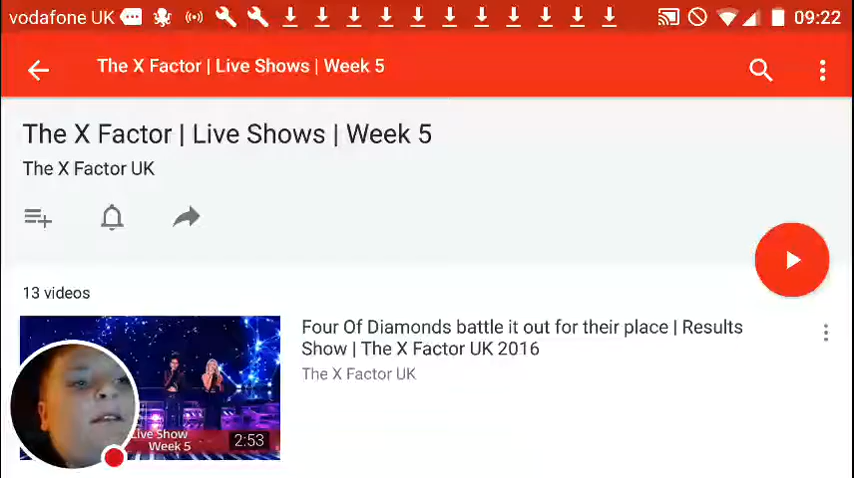 vodafone UK
09:22
The X Factor | Live Shows | Week 5
The X Factor | Live Shows | Week 5
The X Factor UK
13 videos
Four Of Diamonds battle it out for their place | Results
Show | The X Factor UK 2016
The X Factor UK
Live Show
Week 5
2:53